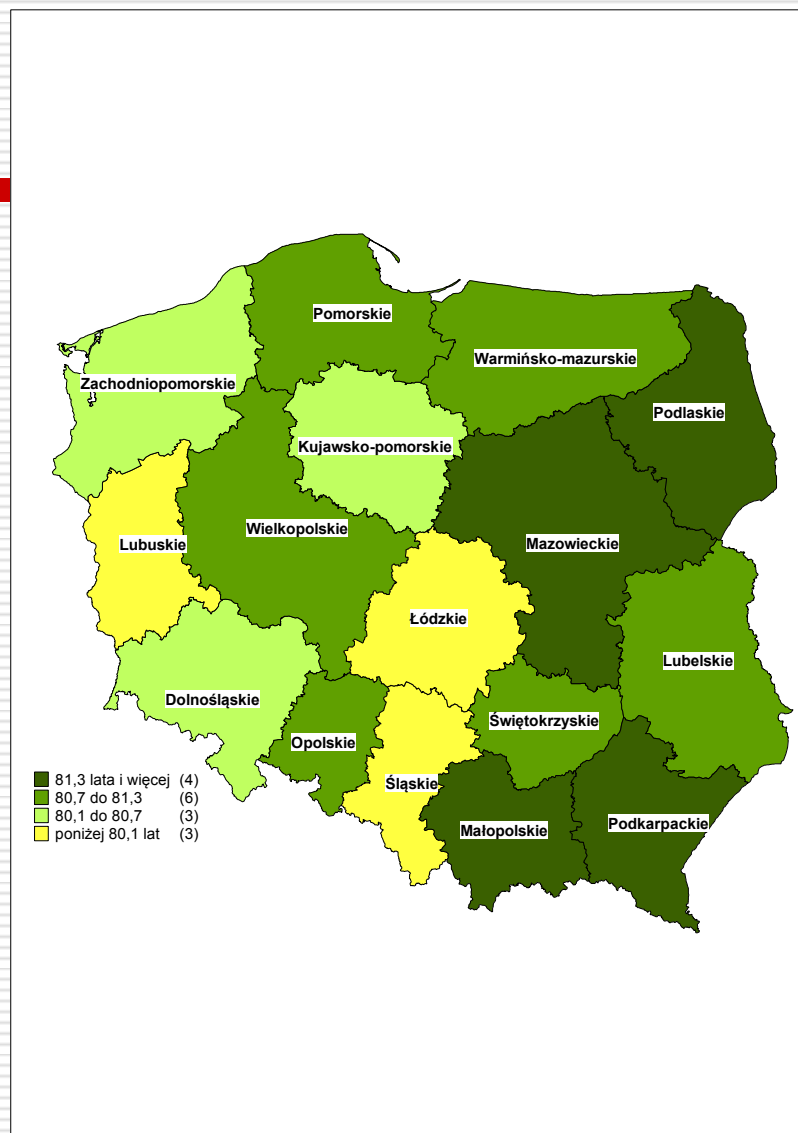 Pomorskie
Warmińsko-mazurskie
Zachodniopomorskie
Podlaskie
Kujawsko-pomorskie
Wielkopolskie
Lubuskie
Mazowieckie
Łódzkie
Lubelskie
Dolnośląskie
Świętokrzyskie
Opolskie
Śląskie
Małopolskie
Podkarpackie
81,3 lata i więcej (4)
80,7 do 81,3 (6)
80,1 do 80,7 (3)
poniżej 80,1 lat (3)